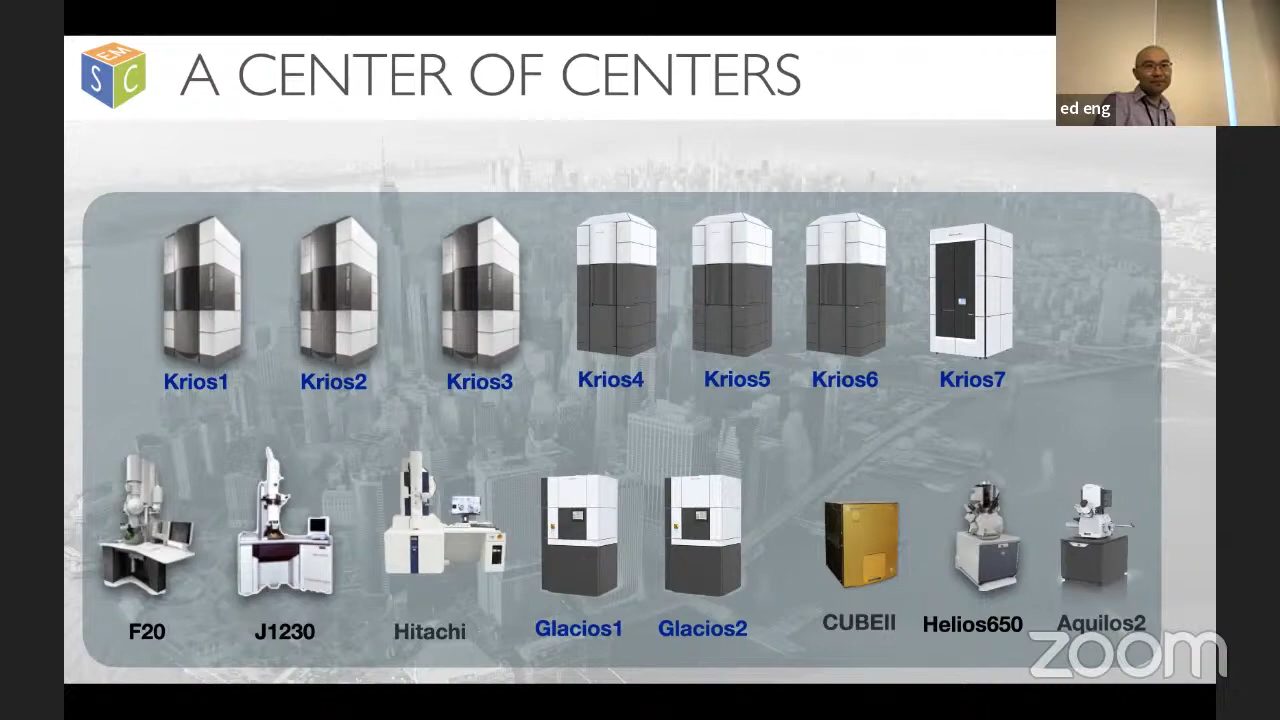 EM
S C
A CENTER OF CENTERS
ed eng
Krios1 Krios2 Krios3 Krios4 Krios5 Krios6 Krios7
F20 J1230 Hitachi Glacios1 Glacios2 CUBEII Helios650 Aquilos2
zoom